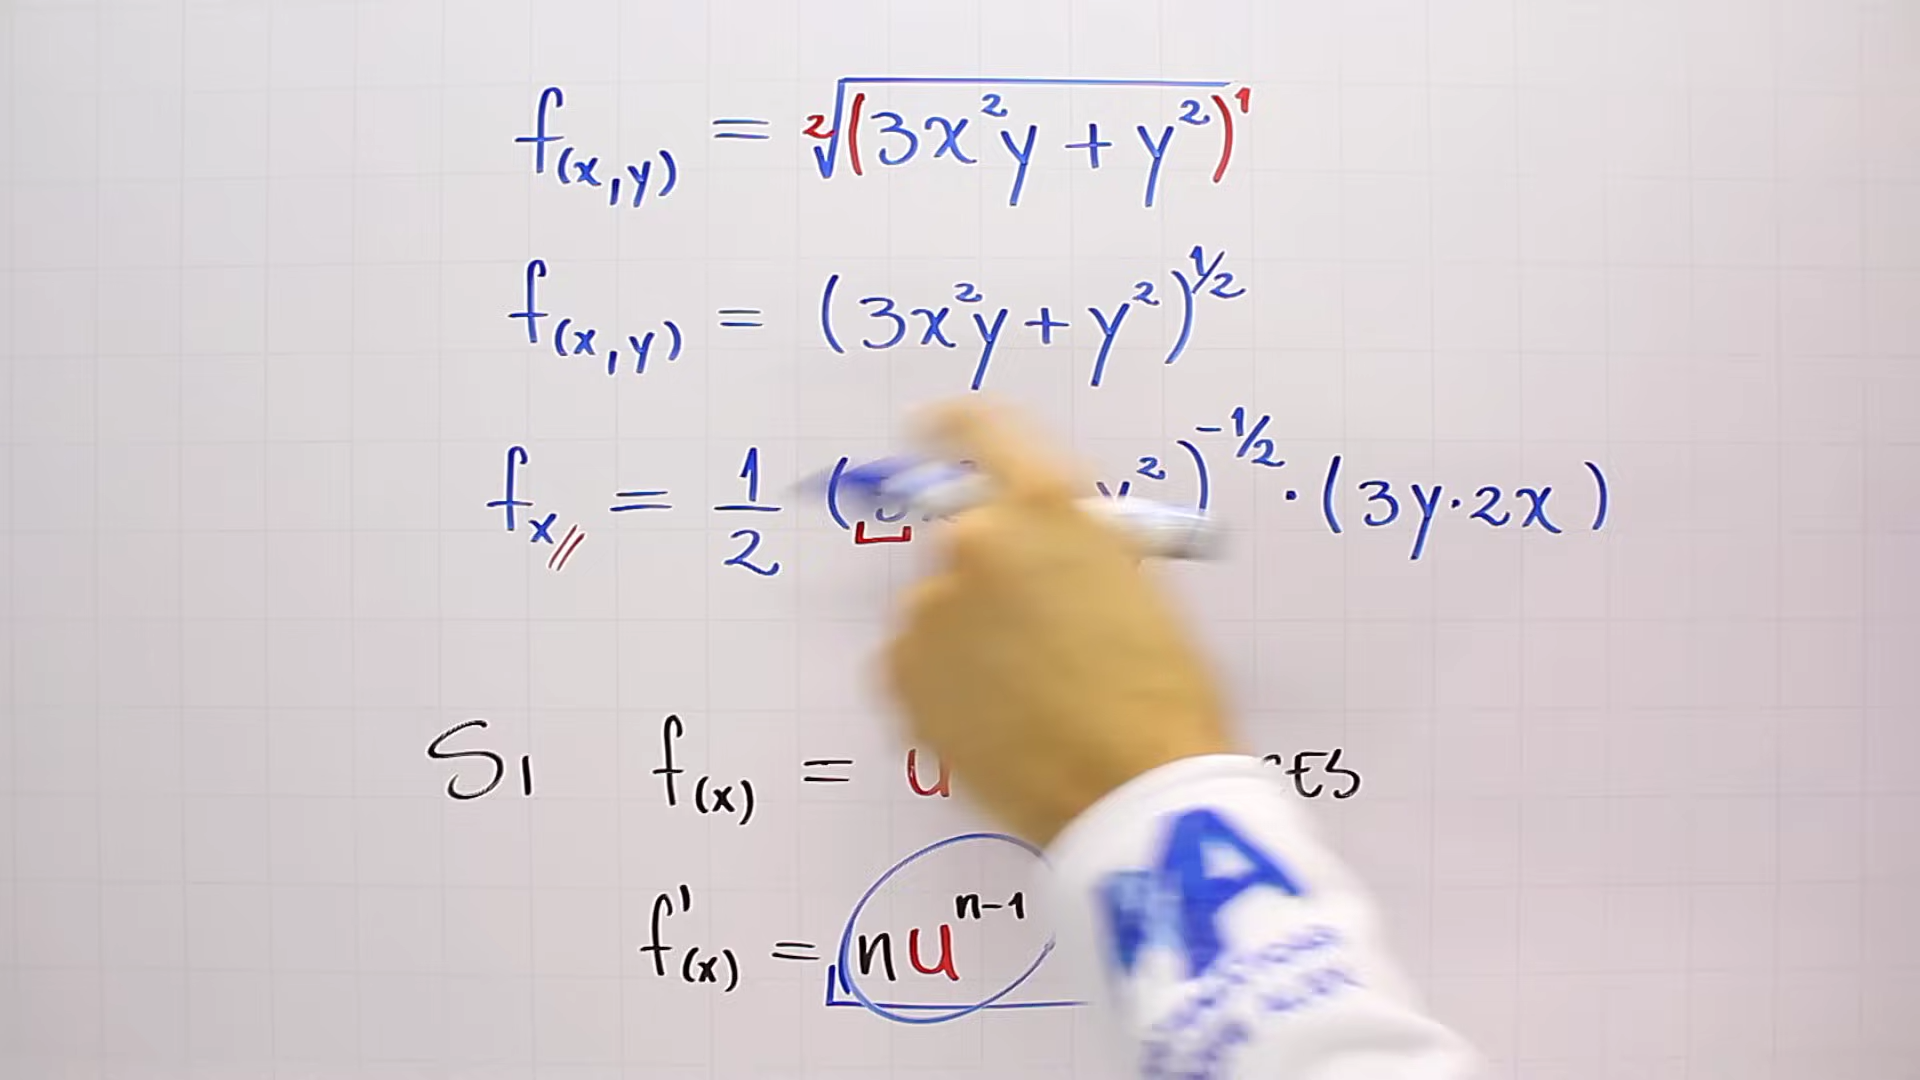 f(x,y) = ²√(3x²y + y²)¹
f(x,y) = (3x²y + y²)^1/2
fx = 1/2 ( y²)^-1/2 · (3y·2x)
Si f(x) = u
f'(x) = nu^n-1
A